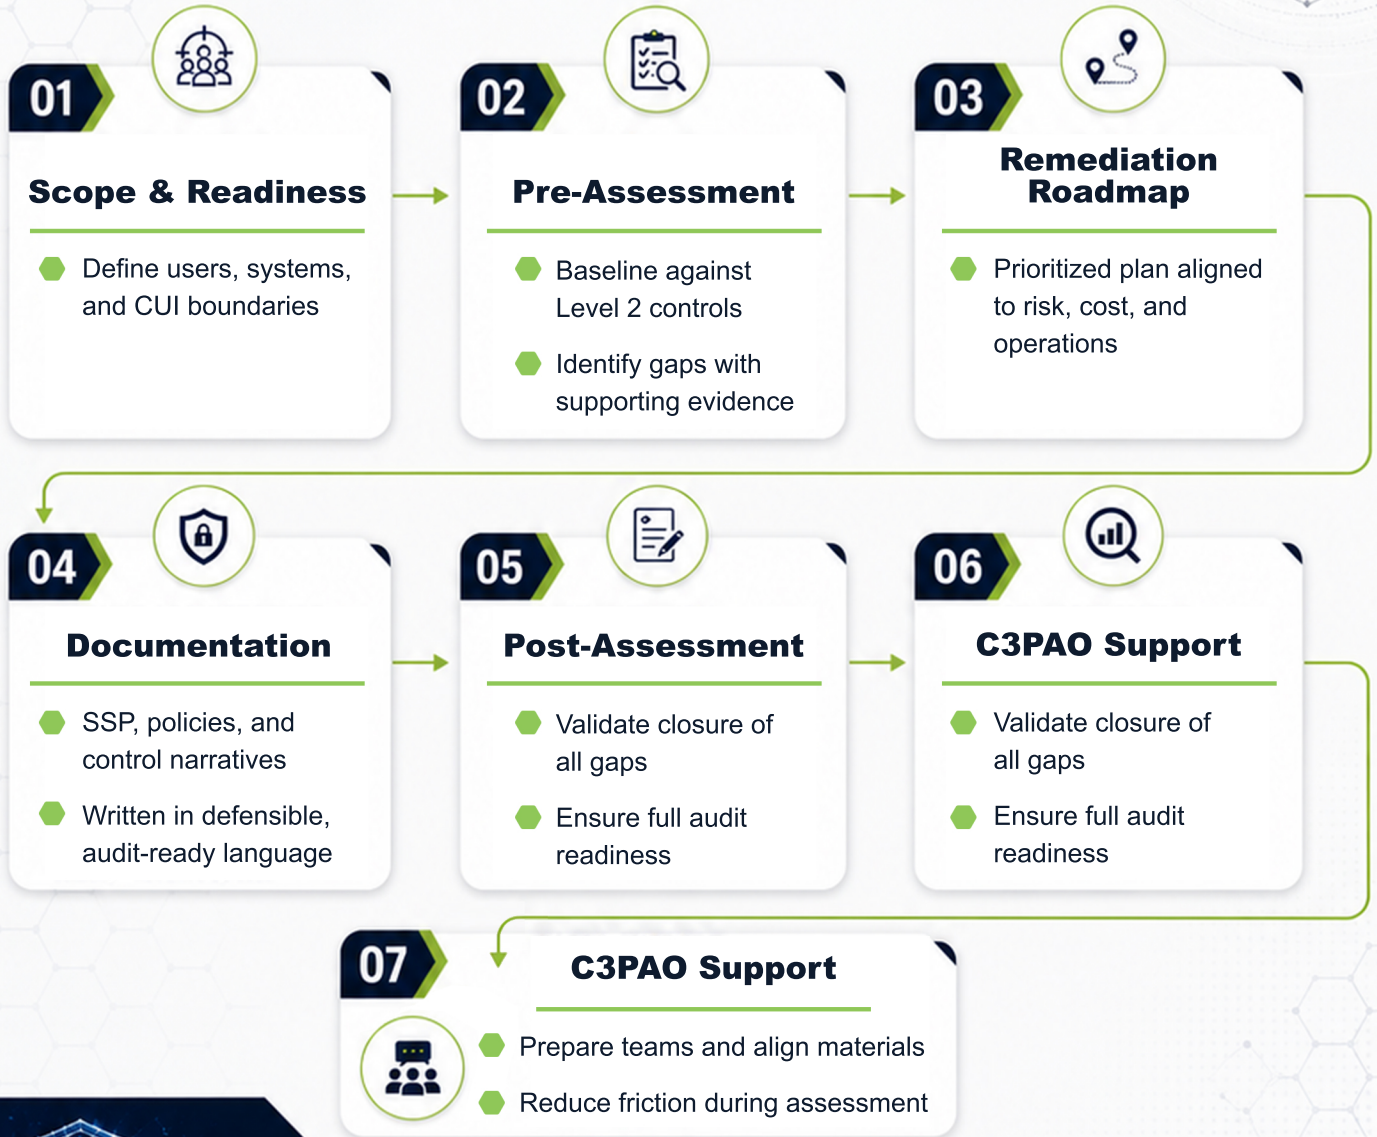 01
Scope & Readiness
Define users, systems,
and CUI boundaries
02
Pre-Assessment
Baseline against
Level 2 controls
Identify gaps with
supporting evidence
03
Remediation
Roadmap
Prioritized plan aligned
to risk, cost, and
operations
04
Documentation
SSP, policies, and
control narratives
Written in defensible,
audit-ready language
05
Post-Assessment
Validate closure of
all gaps
Ensure full audit
readiness
06
C3PAO Support
Validate closure of
all gaps
Ensure full audit
readiness
07
C3PAO Support
Prepare teams and align materials
Reduce friction during assessment